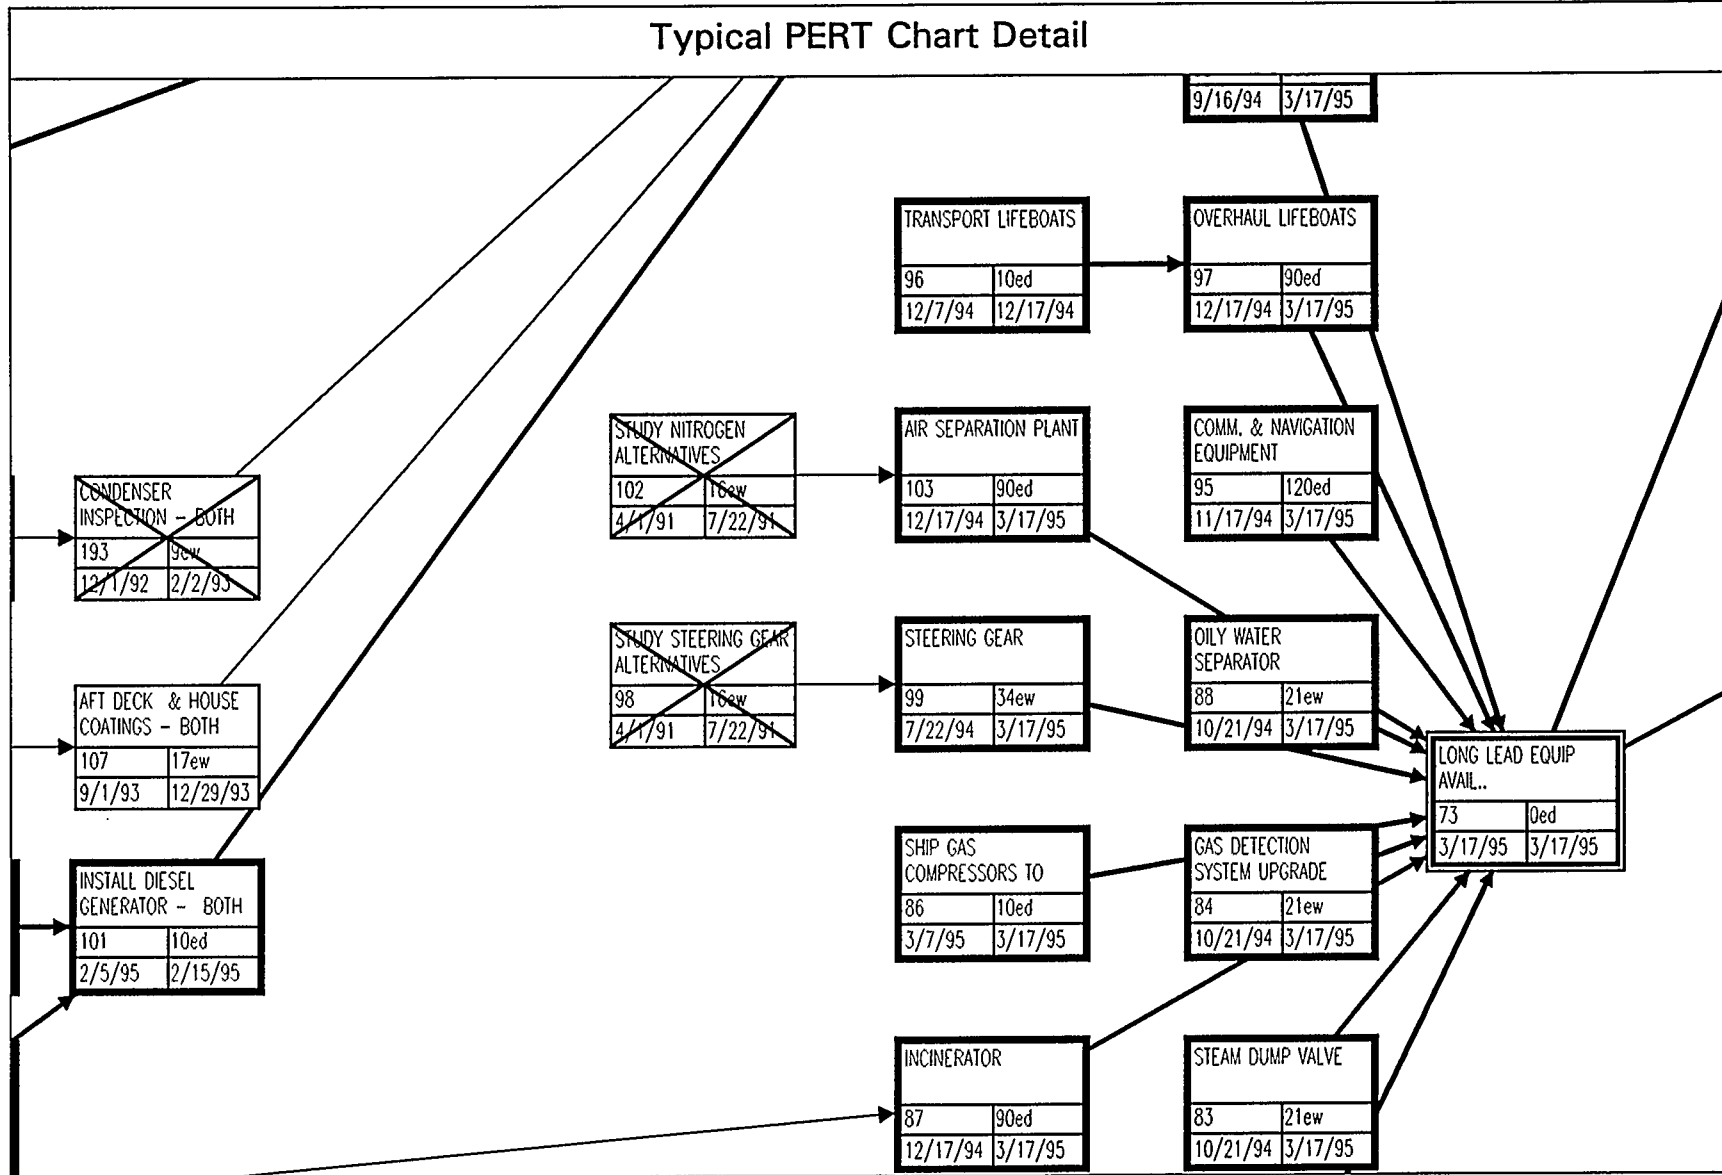 Typical PERT Chart Detail
9/16/94 3/17/95
TRANSPORT LIFEBOATS
96 10ed
12/7/94 12/17/94
OVERHAUL LIFEBOATS
97 90ed
12/17/94 3/17/95
STUDY NITROGEN
ALTERNATIVES
102 16ew
4/1/91 7/22/91
AIR SEPARATION PLANT
103 90ed
12/17/94 3/17/95
COMM. & NAVIGATION
EQUIPMENT
95 120ed
11/17/94 3/17/95
CONDENSER
INSPECTION - BOTH
193 9ew
12/1/92 2/2/93
STUDY STEERING GEAR
ALTERNATIVES
98 16ew
4/1/91 7/22/91
STEERING GEAR
99 34ew
7/22/94 3/17/95
OILY WATER
SEPARATOR
88 21ew
10/21/94 3/17/95
AFT DECK & HOUSE
COATINGS - BOTH
107 17ew
9/1/93 12/29/93
LONG LEAD EQUIP
AVAIL..
73 0ed
3/17/95 3/17/95
INSTALL DIESEL
GENERATOR - BOTH
101 10ed
2/5/95 2/15/95
SHIP GAS
COMPRESSORS TO
86 10ed
3/7/95 3/17/95
GAS DETECTION
SYSTEM UPGRADE
84 21ew
10/21/94 3/17/95
INCINERATOR
87 90ed
12/17/94 3/17/95
STEAM DUMP VALVE
83 21ew
10/21/94 3/17/95